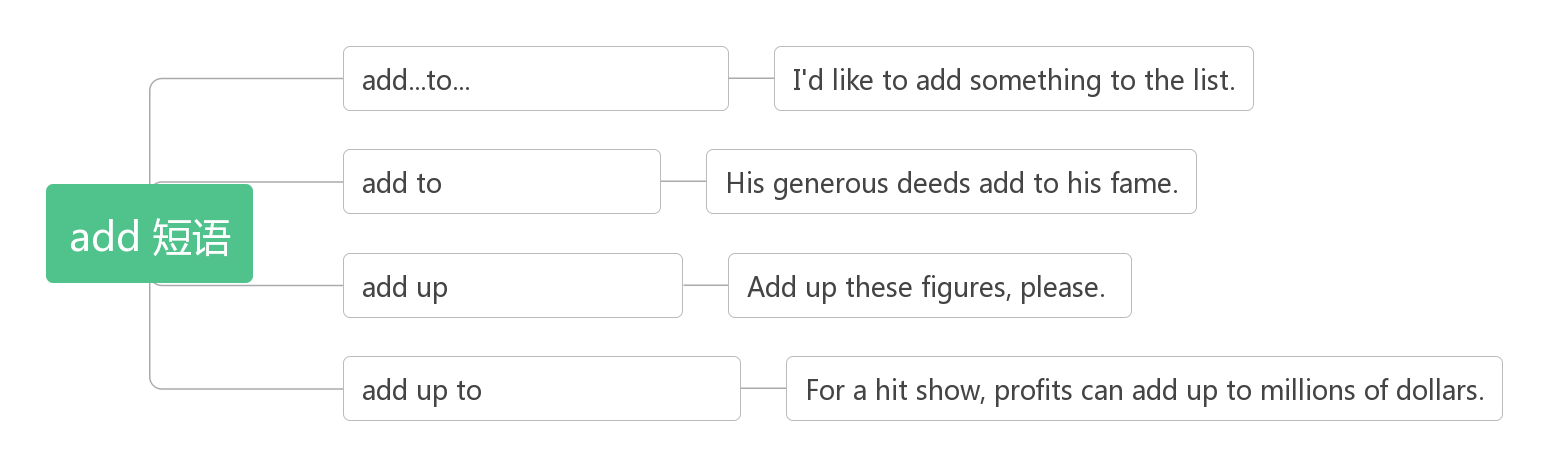 add...to...
I'd like to add something to the list.
add to
His generous deeds add to his fame.
add 短语
add up
Add up these figures, please.
add up to
For a hit show, profits can add up to millions of dollars.